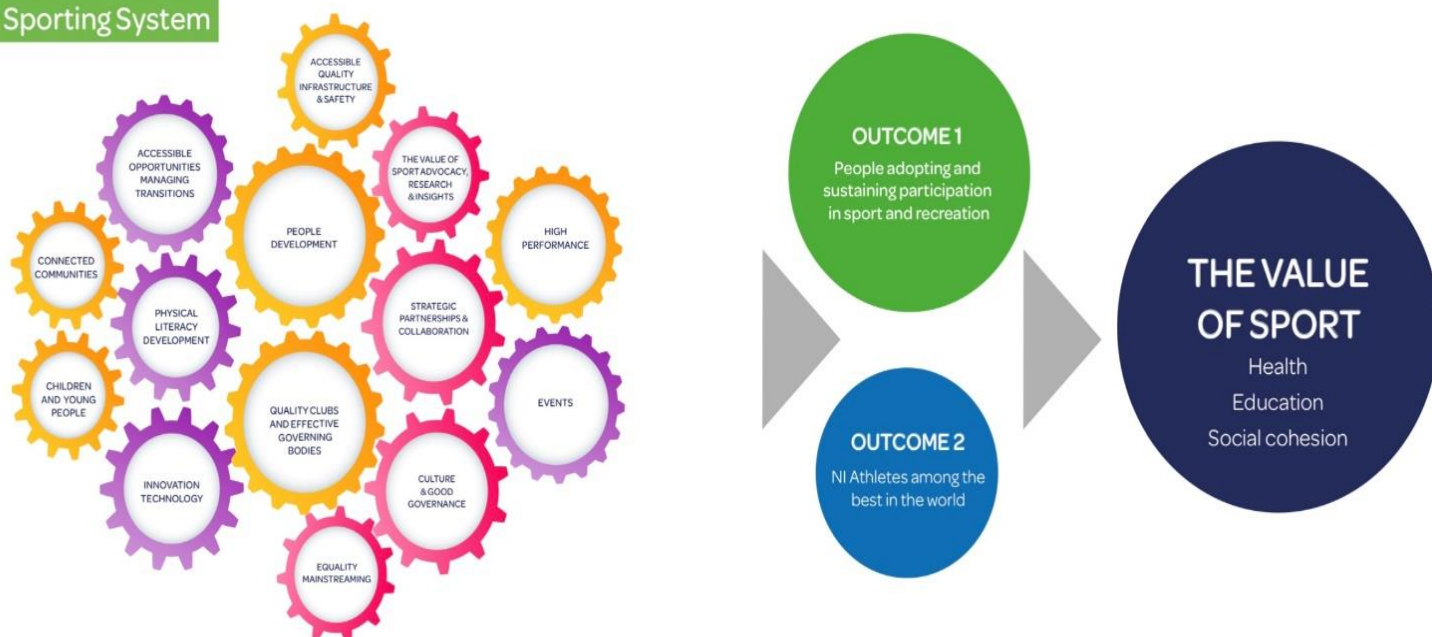 Sporting System
ACCESSIBLE
QUALITY
INFRASTRUCTURE
& SAFETY
ACCESSIBLE
OPPORTUNITIES
MANAGING
TRANSITIONS
THE VALUE OF
SPORT ADVOCACY,
RESEARCH
& INSIGHTS
PEOPLE
DEVELOPMENT
HIGH
PERFORMANCE
CONNECTED
COMMUNITIES
PHYSICAL
LITERACY
DEVELOPMENT
STRATEGIC
PARTNERSHIPS &
COLLABORATION
CHILDREN
AND YOUNG
PEOPLE
QUALITY CLUBS
AND EFFECTIVE
GOVERNING
BODIES
EVENTS
INNOVATION
TECHNOLOGY
CULTURE
& GOOD
GOVERNANCE
EQUALITY
MAINSTREAMING
OUTCOME 1
People adopting and
sustaining participation
in sport and recreation
OUTCOME 2
NI Athletes among the
best in the world
THE VALUE
OF SPORT
Health
Education
Social cohesion